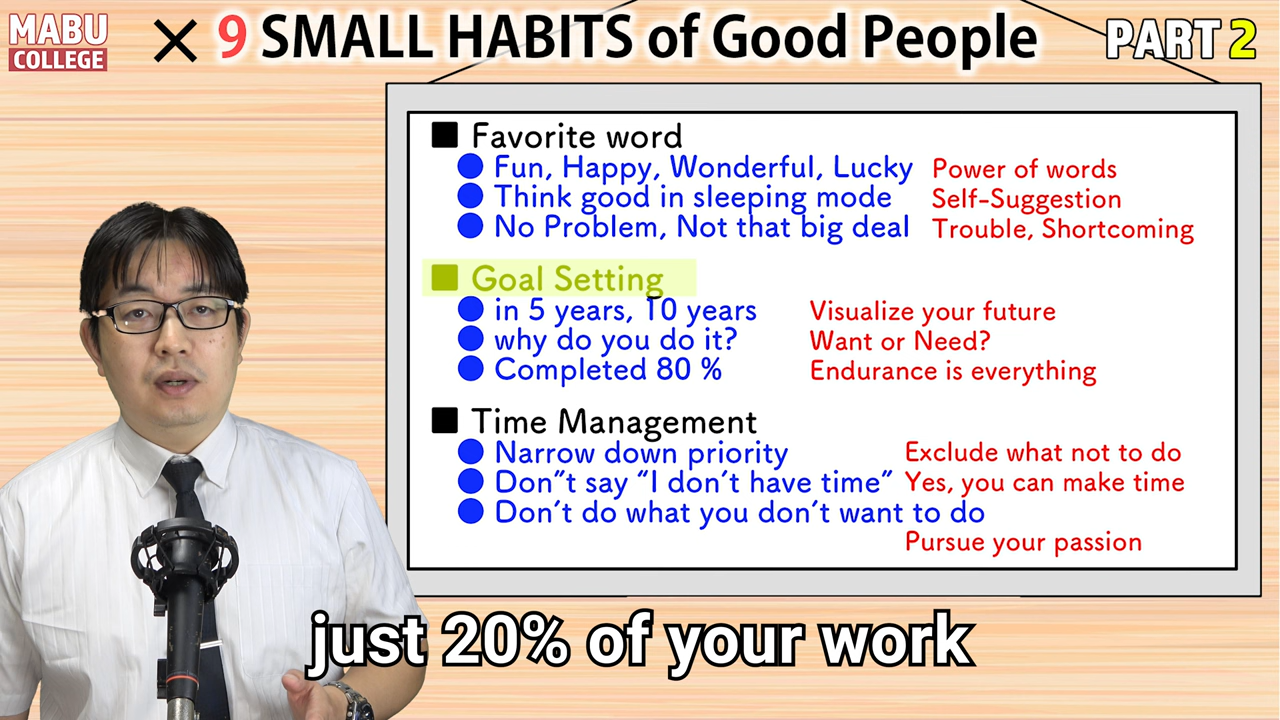 MABU
COLLEGE
× 9 SMALL HABITS of Good People
PART 2
■ Favorite word
● Fun, Happy, Wonderful, Lucky Power of words
● Think good in sleeping mode Self-Suggestion
● No Problem, Not that big deal Trouble, Shortcoming
■ Goal Setting
● in 5 years, 10 years Visualize your future
● why do you do it? Want or Need?
● Completed 80 % Endurance is everything
■ Time Management
● Narrow down priority Exclude what not to do
● Don”t say “I don’t have time” Yes, you can make time
● Don’t do what you don’t want to do
Pursue your passion
just 20% of your work